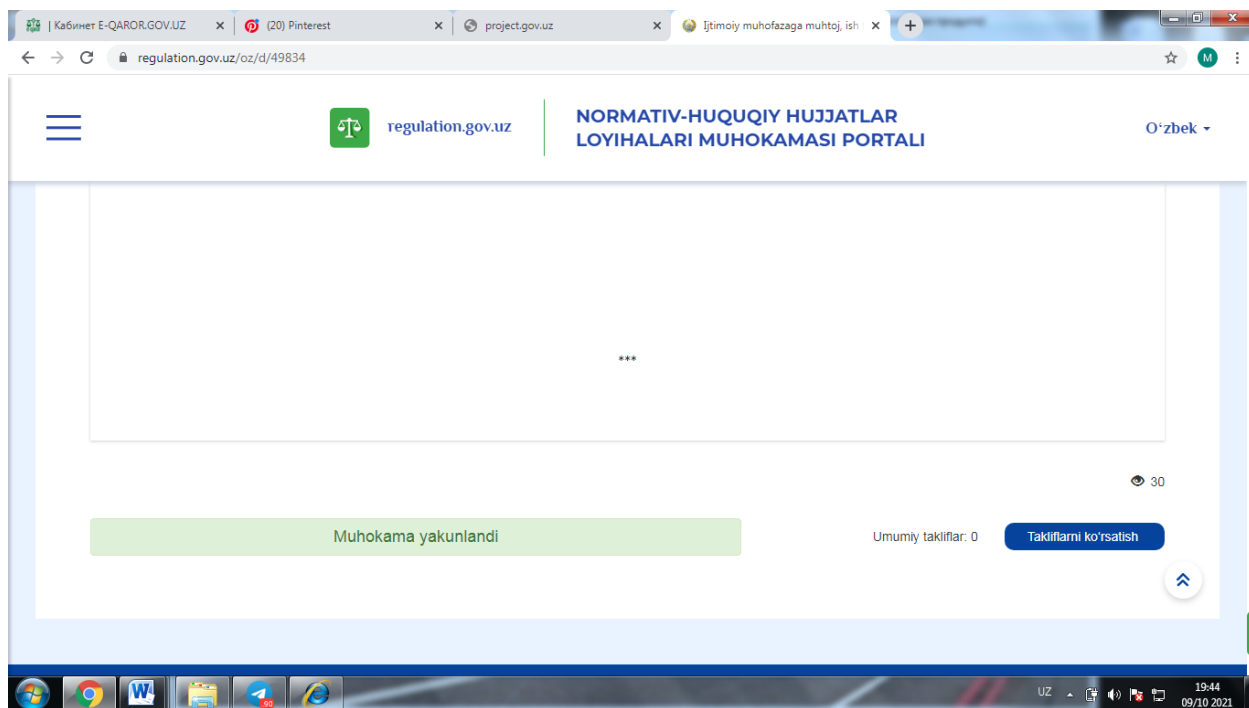 | Кабинет E-QAROR.GOV.UZ
(20) Pinterest
project.gov.uz
Ijtimoiy muhofazaga muhtoj, ish
regulation.gov.uz/oz/d/49834
M
regulation.gov.uz
NORMATIV-HUQUQIY HUJJATLAR
LOYIHALARI MUHOKAMASI PORTALI
O‘zbek
***
30
Muhokama yakunlandi
Umumiy takliflar: 0
Takliflarni ko‘rsatish
90
UZ
19:44
09/10 2021